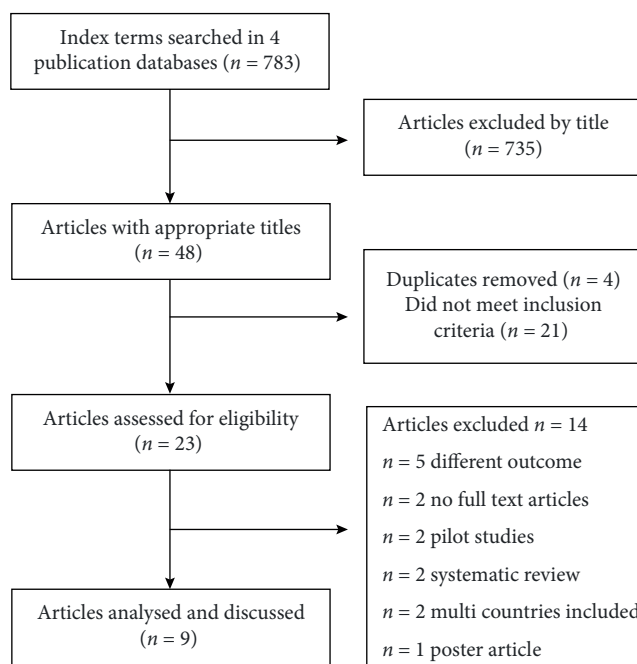 Index terms searched in 4
publication databases (n = 783)
Articles excluded by title
(n = 735)
Articles with appropriate titles
(n = 48)
Duplicates removed (n = 4)
Did not meet inclusion
criteria (n = 21)
Articles assessed for eligibility
(n = 23)
Articles excluded n = 14
n = 5 different outcome
n = 2 no full text articles
n = 2 pilot studies
n = 2 systematic review
n = 2 multi countries included
n = 1 poster article
Articles analysed and discussed
(n = 9)